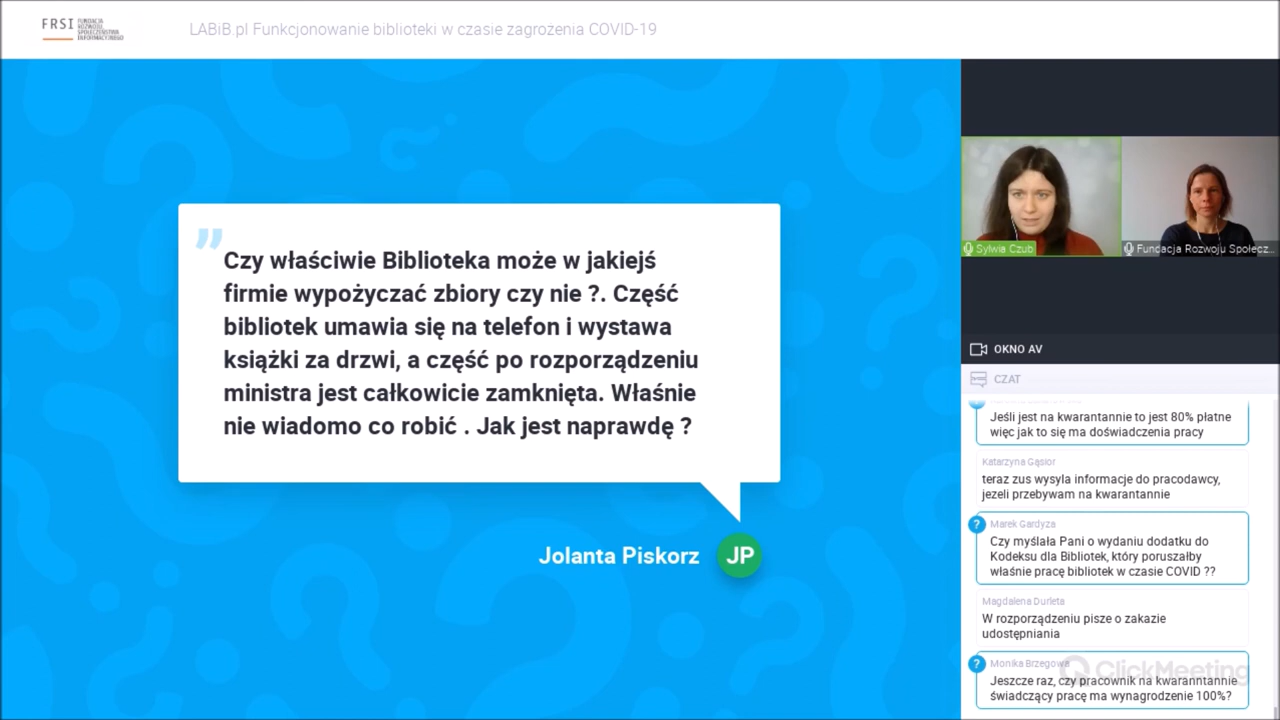 FRSI FUNDACJA
ROZWOJU
SPOŁECZEŃSTWA
INFORMACYJNEGO
LABiB.pl Funkcjonowanie biblioteki w czasie zagrożenia COVID-19
Czy właściwie Biblioteka może w jakiejś
firmie wypożyczać zbiory czy nie ?. Część
bibliotek umawia się na telefon i wystawa
książki za drzwi, a część po rozporządzeniu
ministra jest całkowicie zamknięta. Właśnie
nie wiadomo co robić . Jak jest naprawdę ?
Jolanta Piskorz JP
Sylwia Czub
Fundacja Rozwoju Społecz...
OKNO AV
CZAT
Jeśli jest na kwarantannie to jest 80% płatne
więc jak to się ma doświadczenia pracy
Katarzyna Gąsior
teraz zus wysyla informacje do pracodawcy,
jezeli przebywam na kwarantannie
? Marek Gardyza
Czy myślała Pani o wydaniu dodatku do
Kodeksu dla Bibliotek, który poruszałby
właśnie pracę bibliotek w czasie COVID ??
Magdalena Durleta
W rozporządzeniu pisze o zakazie
udostępniania
? Monika Brzegowa
ClickMeeting
Jeszcze raz, czy pracownik na kwaranntannie
świadczący pracę ma wynagrodzenie 100%?